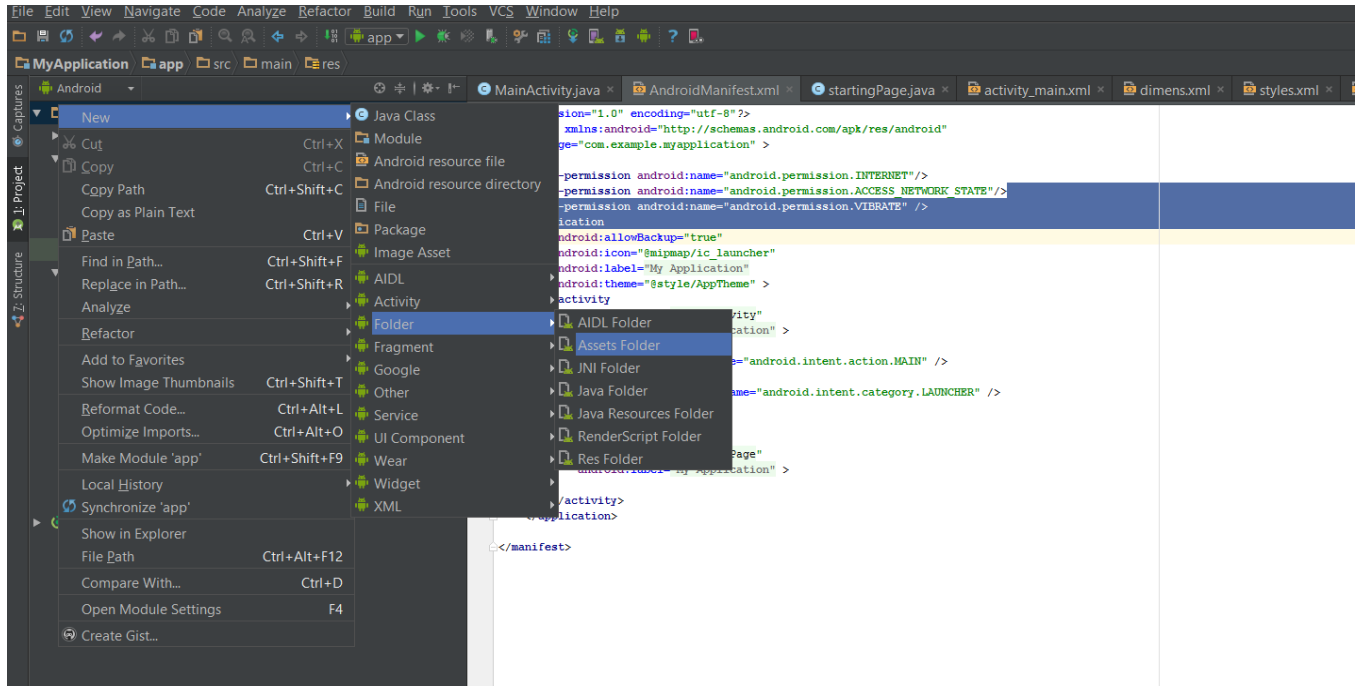 File Edit View Navigate Code Analyze Refactor Build Run Tools VCS Window Help
app
MyApplication app src main res
Android
MainActivity.java AndroidManifest.xml startingPage.java activity_main.xml dimens.xml styles.xml
Captures
1: Project
7: Structure
New
Cut Ctrl+X
Copy Ctrl+C
Copy Path Ctrl+Shift+C
Copy as Plain Text
Paste Ctrl+V
Find in Path... Ctrl+Shift+F
Replace in Path... Ctrl+Shift+R
Analyze
Refactor
Add to Favorites
Show Image Thumbnails Ctrl+Shift+T
Reformat Code... Ctrl+Alt+L
Optimize Imports... Ctrl+Alt+O
Make Module 'app' Ctrl+Shift+F9
Local History
Synchronize 'app'
Show in Explorer
File Path Ctrl+Alt+F12
Compare With... Ctrl+D
Open Module Settings F4
Create Gist...
Java Class
Module
Android resource file
Android resource directory
File
Package
Image Asset
AIDL
Activity
Folder
Fragment
Google
Other
Service
UI Component
Wear
Widget
XML
AIDL Folder
Assets Folder
JNI Folder
Java Folder
Java Resources Folder
RenderScript Folder
Res Folder
sion="1.0" encoding="utf-8"?>
xmlns:android="http://schemas.android.com/apk/res/android"
ge="com.example.myapplication" >
-permission android:name="android.permission.INTERNET"/>
-permission android:name="android.permission.ACCESS_NETWORK_STATE"/>
-permission android:name="android.permission.VIBRATE" />
ication
ndroid:allowBackup="true"
ndroid:icon="@mipmap/ic_launcher"
ndroid:label="My Application"
ndroid:theme="@style/AppTheme" >
activity
vity"
cation" >
e="android.intent.action.MAIN" />
ame="android.intent.category.LAUNCHER" />
Page"
android:label="My Application" >
/activity>
</application>
</manifest>